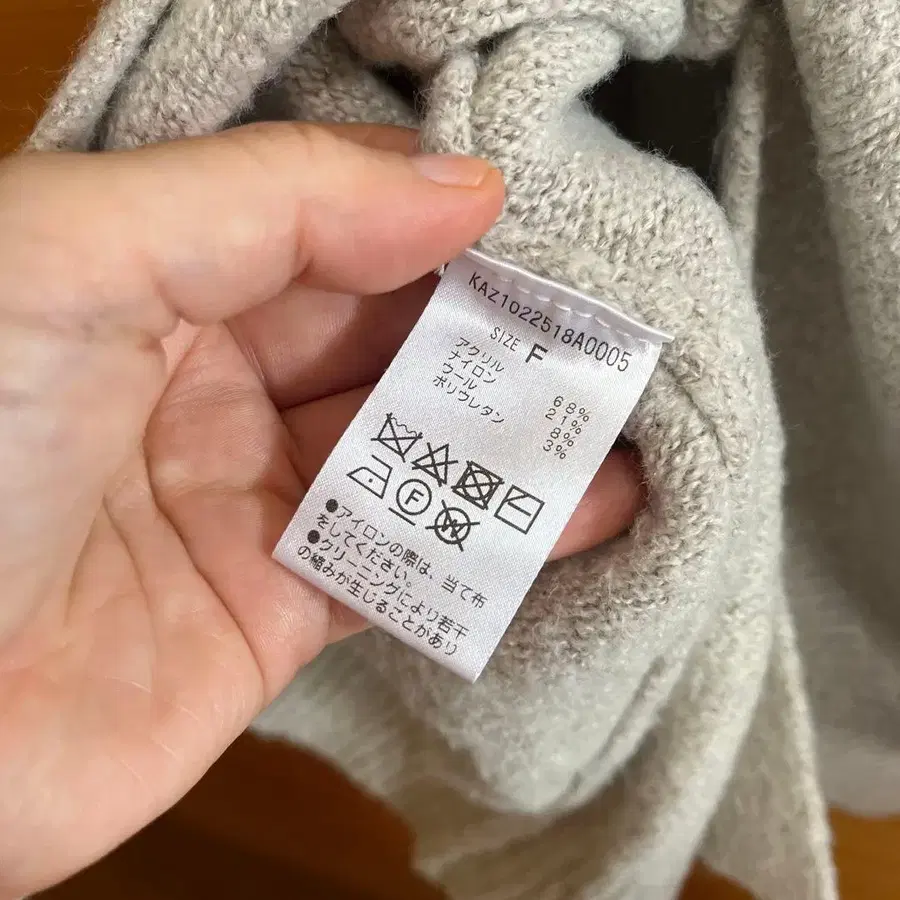 KAZ1022518A0005
SIZE F
アクリル 68%
ナイロン 21%
ウール 8%
ポリウレタン 3%
F
W
●アイロンの際は、当て布
をしてください。
●クリーニングにより若干
の縮みが生じることがあり